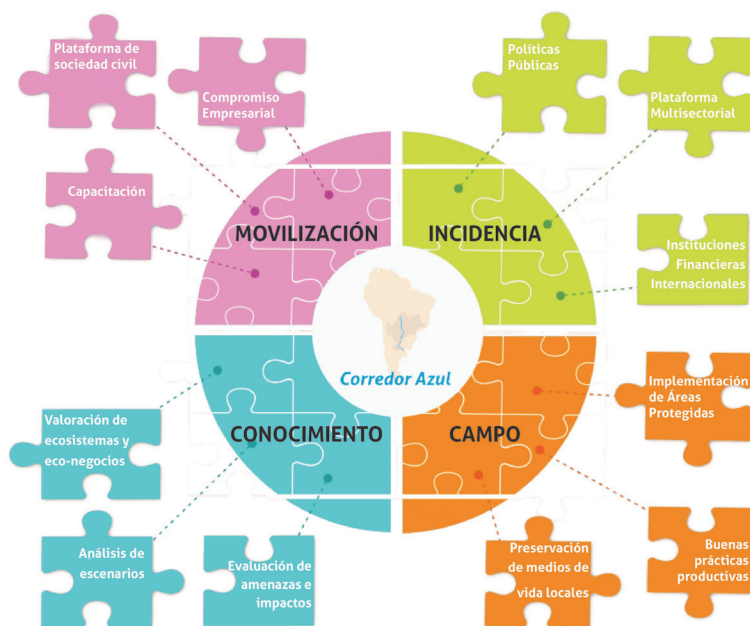 Plataforma de
sociedad civil
Compromiso
Empresarial
Capacitación
Políticas
Públicas
Plataforma
Multisectorial
Instituciones
Financieras
Internacionales
MOVILIZACIÓN
INCIDENCIA
Corredor Azul
CONOCIMIENTO
CAMPO
Valoración de
ecosistemas y
eco-negocios
Análisis de
escenarios
Evaluación de
amenazas e
impactos
Implementación
de Áreas
Protegidas
Buenas
prácticas
productivas
Preservación
de medios de
vida locales